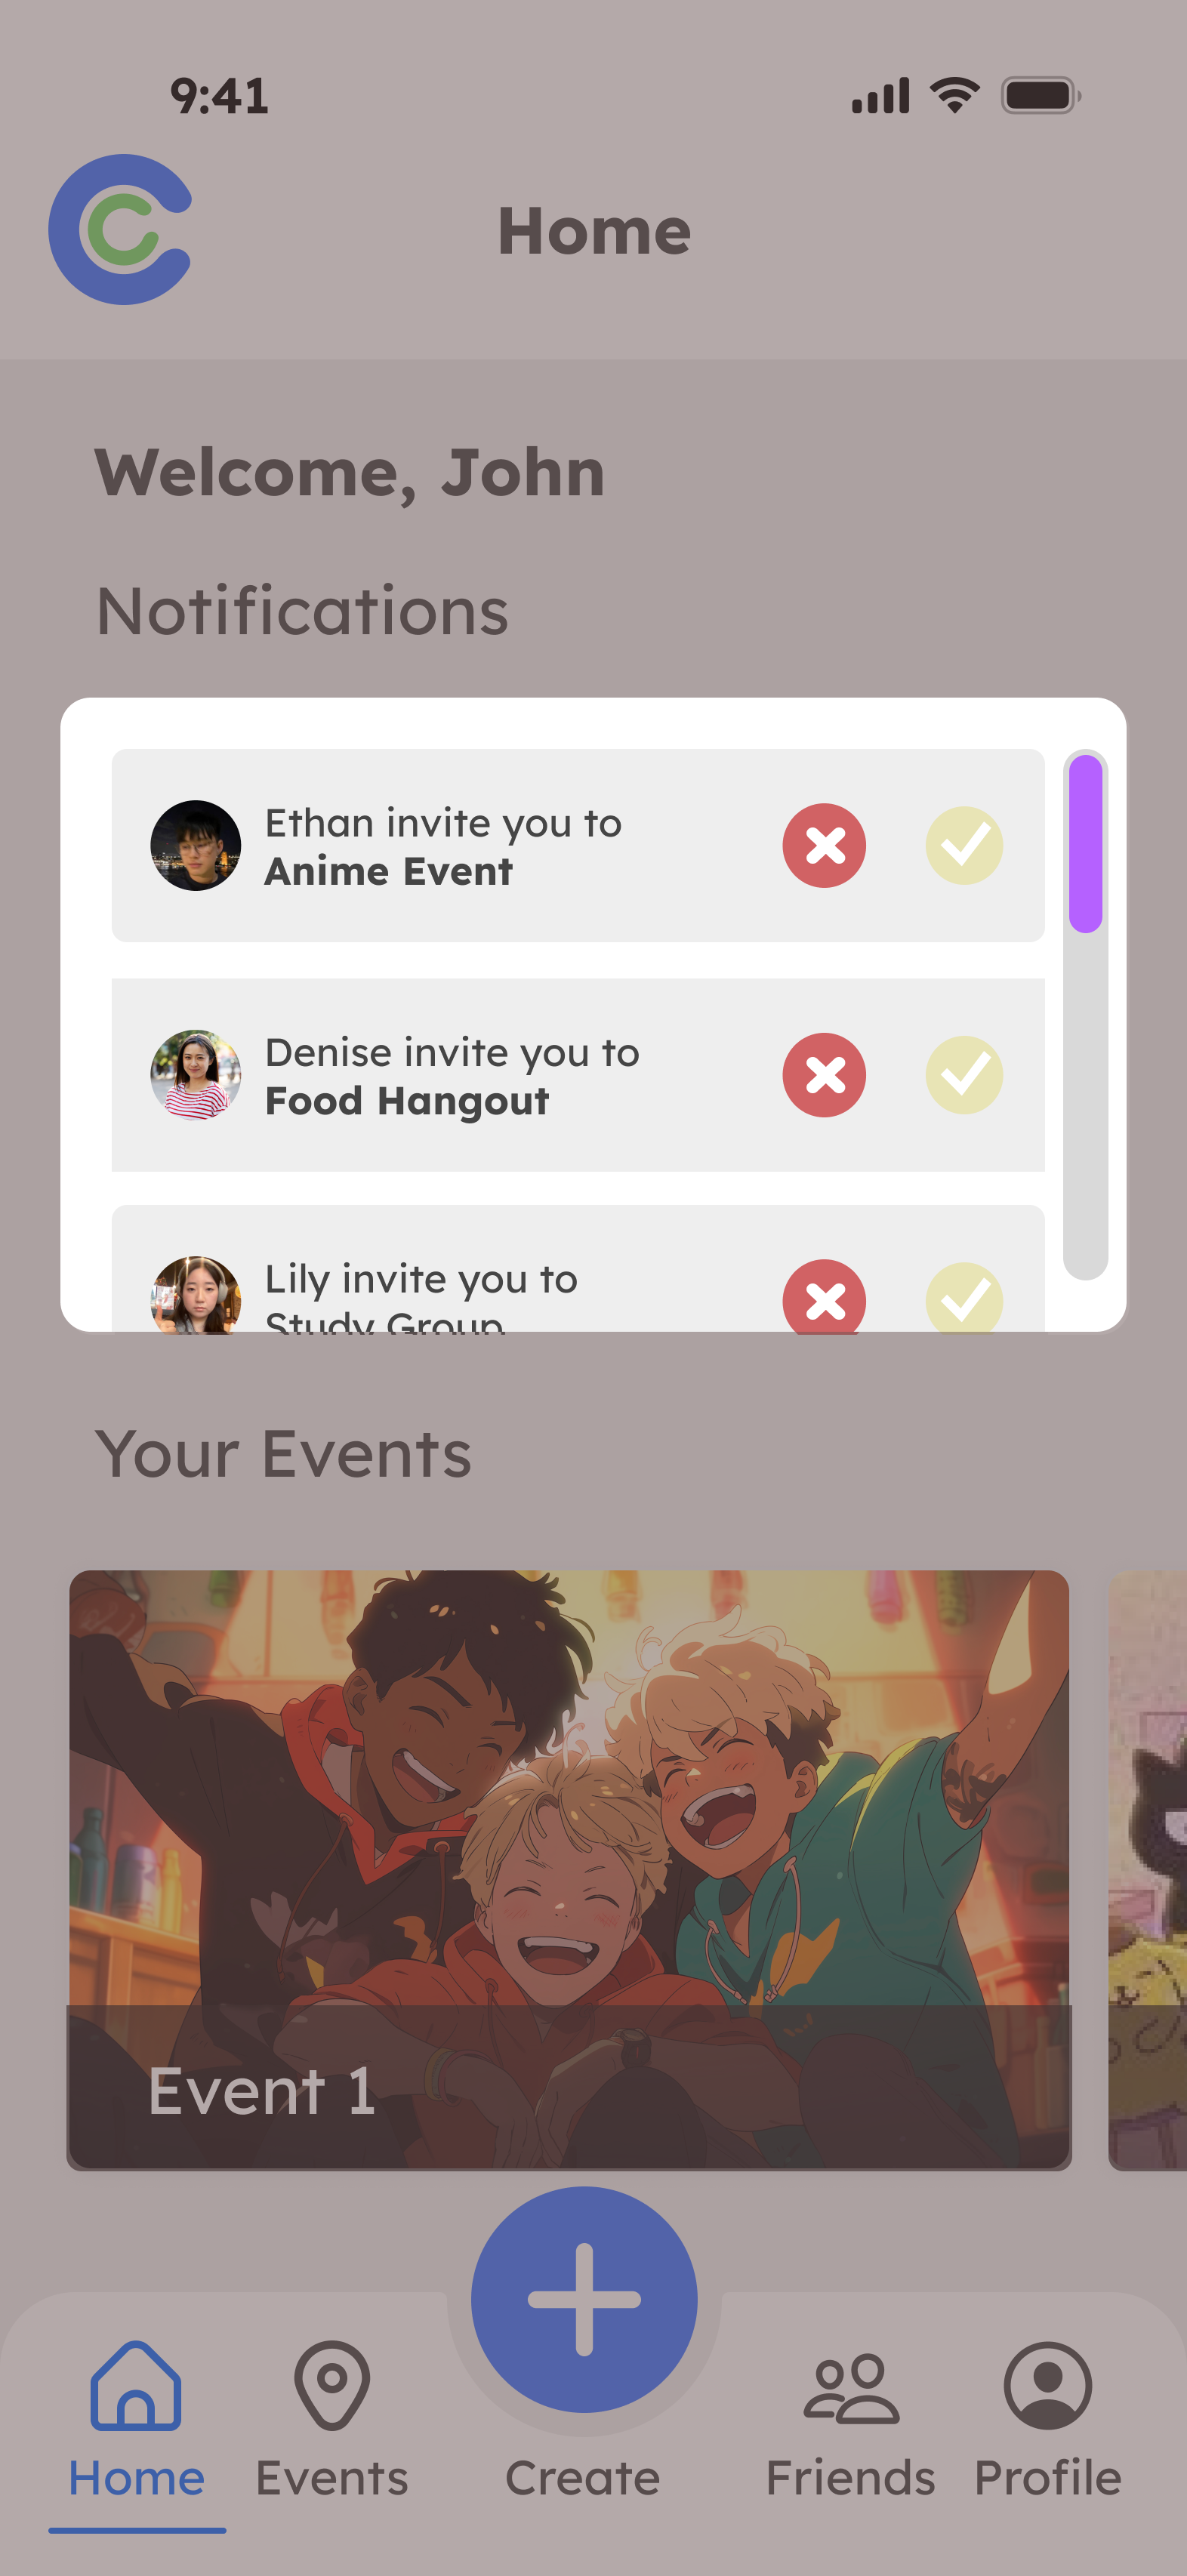 9:41
Home
Welcome, John
Notifications
Ethan invite you to
Anime Event
Denise invite you to
Food Hangout
Lily invite you to
Study Group
Your Events
Event 1
Home
Events
Create
Friends
Profile